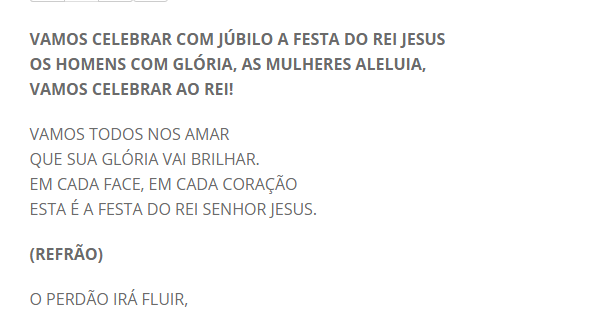 VAMOS CELEBRAR COM JÚBILO A FESTA DO REI JESUS
OS HOMENS COM GLÓRIA, AS MULHERES ALELUIA,
VAMOS CELEBRAR AO REI!
VAMOS TODOS NOS AMAR
QUE SUA GLÓRIA VAI BRILHAR.
EM CADA FACE, EM CADA CORAÇÃO
ESTA É A FESTA DO REI SENHOR JESUS.
(REFRÃO)
O PERDÃO IRÁ FLUIR,